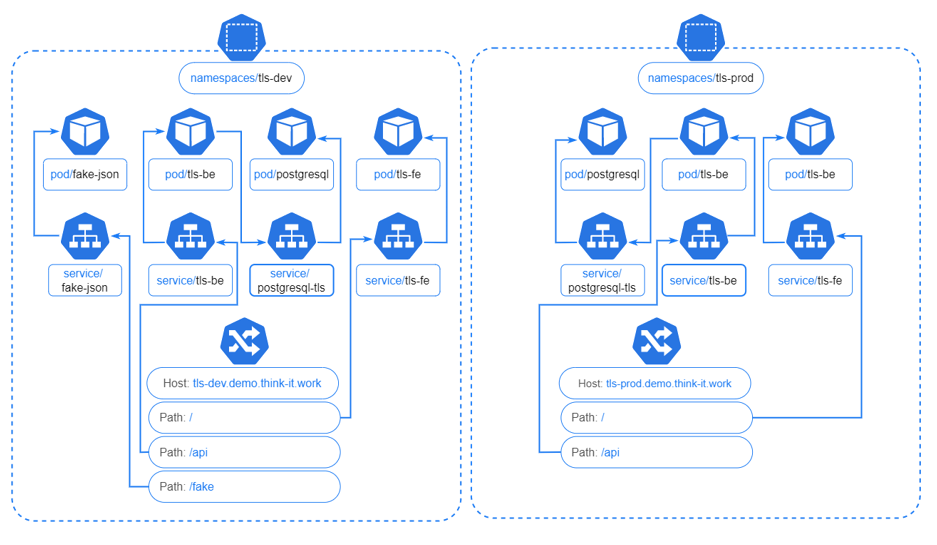 namespaces/tls-dev
namespaces/tls-prod
pod/fake-json
pod/tls-be
pod/postgresql
pod/tls-fe
pod/postgresql
pod/tls-be
pod/tls-be
service/
fake-json
service/tls-be
service/
postgresql-tls
service/tls-fe
service/
postgresql-tls
service/tls-be
service/tls-fe
Host: tls-dev.demo.think-it.work
Path: /
Path: /api
Path: /fake
Host: tls-prod.demo.think-it.work
Path: /
Path: /api